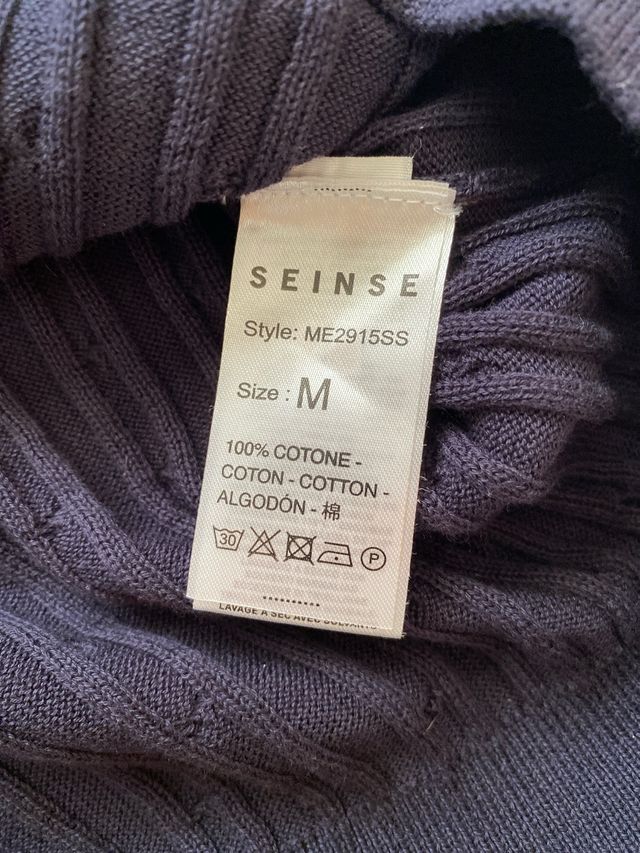 SEINSE
Style: ME2915SS
Size : M
100% COTONE -
COTON - COTTON -
ALGODÓN - 棉
30 P
LAVAGE A SEC AVEC SOLVANTS